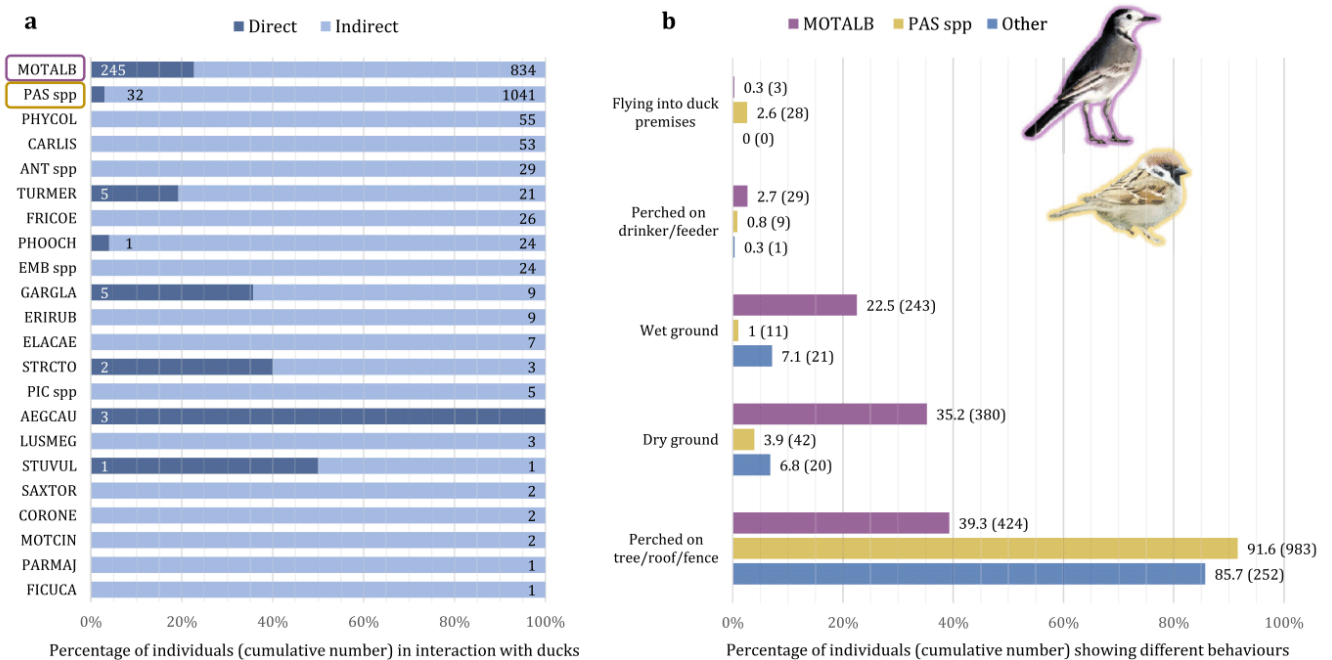 a
Direct Indirect
MOTALB 245 834
PAS spp 32 1041
PHYCOL 55
CARLIS 53
ANT spp 29
TURMER 5 21
FRICOE 26
PHOOCH 1 24
EMB spp 24
GARGLA 5 9
ERIRUB 9
ELACAE 7
STRCTO 2 3
PIC spp 5
AEGCAU 3
LUSMEG 3
STUVUL 1 1
SAXTOR 2
CORONE 2
MOTCIN 2
PARMAJ 1
FICUCA 1
0% 20% 40% 60% 80% 100%
Percentage of individuals (cumulative number) in interaction with ducks
b
MOTALB PAS spp Other
Flying into duck
premises
0.3 (3)
2.6 (28)
0 (0)
Perched on
drinker/feeder
2.7 (29)
0.8 (9)
0.3 (1)
Wet ground
22.5 (243)
1 (11)
7.1 (21)
Dry ground
35.2 (380)
3.9 (42)
6.8 (20)
Perched on
tree/roof/fence
39.3 (424)
91.6 (983)
85.7 (252)
0% 20% 40% 60% 80% 100%
Percentage of individuals (cumulative number) showing different behaviours